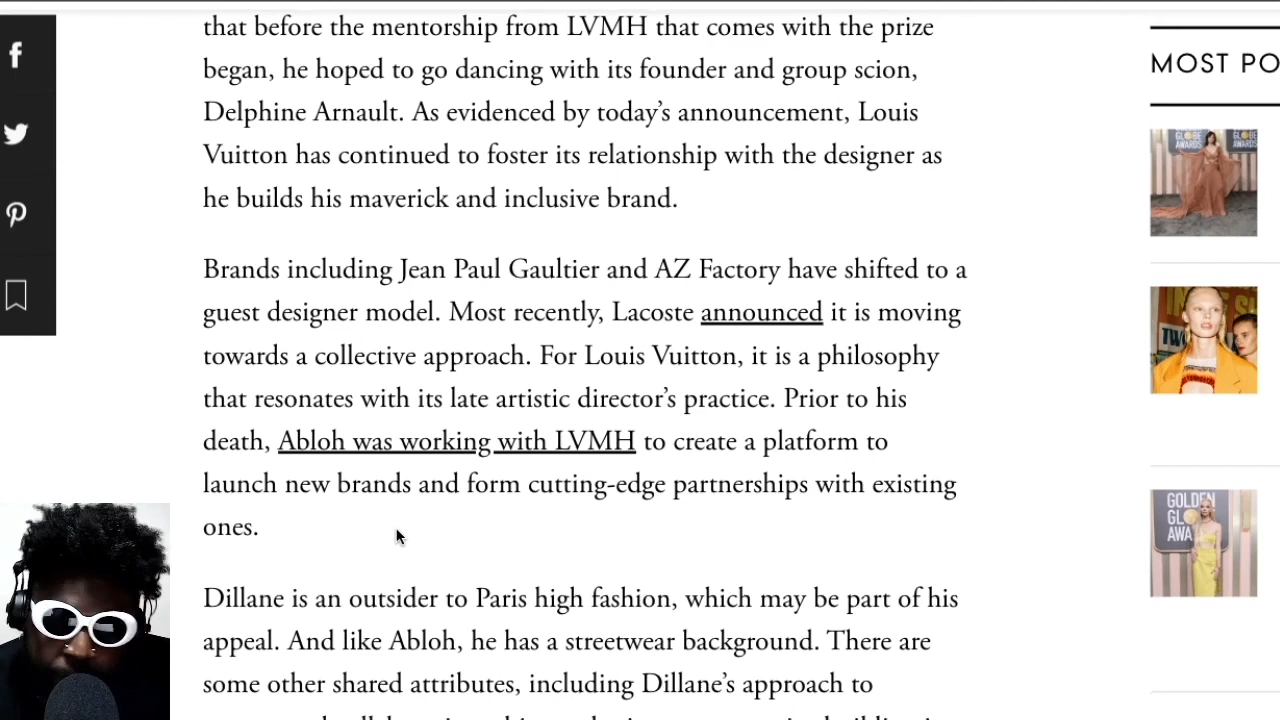 that before the mentorship from LVMH that comes with the prize
began, he hoped to go dancing with its founder and group scion,
Delphine Arnault. As evidenced by today’s announcement, Louis
Vuitton has continued to foster its relationship with the designer as
he builds his maverick and inclusive brand.
Brands including Jean Paul Gaultier and AZ Factory have shifted to a
guest designer model. Most recently, Lacoste announced it is moving
towards a collective approach. For Louis Vuitton, it is a philosophy
that resonates with its late artistic director’s practice. Prior to his
death, Abloh was working with LVMH to create a platform to
launch new brands and form cutting-edge partnerships with existing
ones.
Dillane is an outsider to Paris high fashion, which may be part of his
appeal. And like Abloh, he has a streetwear background. There are
some other shared attributes, including Dillane’s approach to
MOST PO
GOLDEN